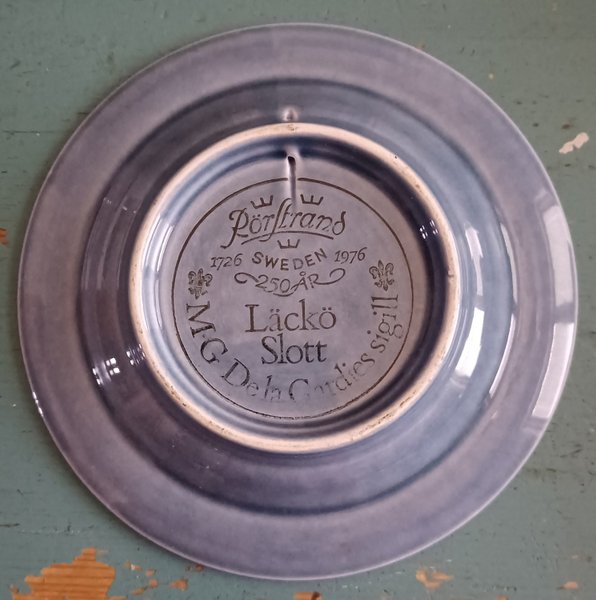 Rörstrand
1726 SWEDEN 1976
250 ÅR
Läckö
Slott
M·G·De la Gardies sigill